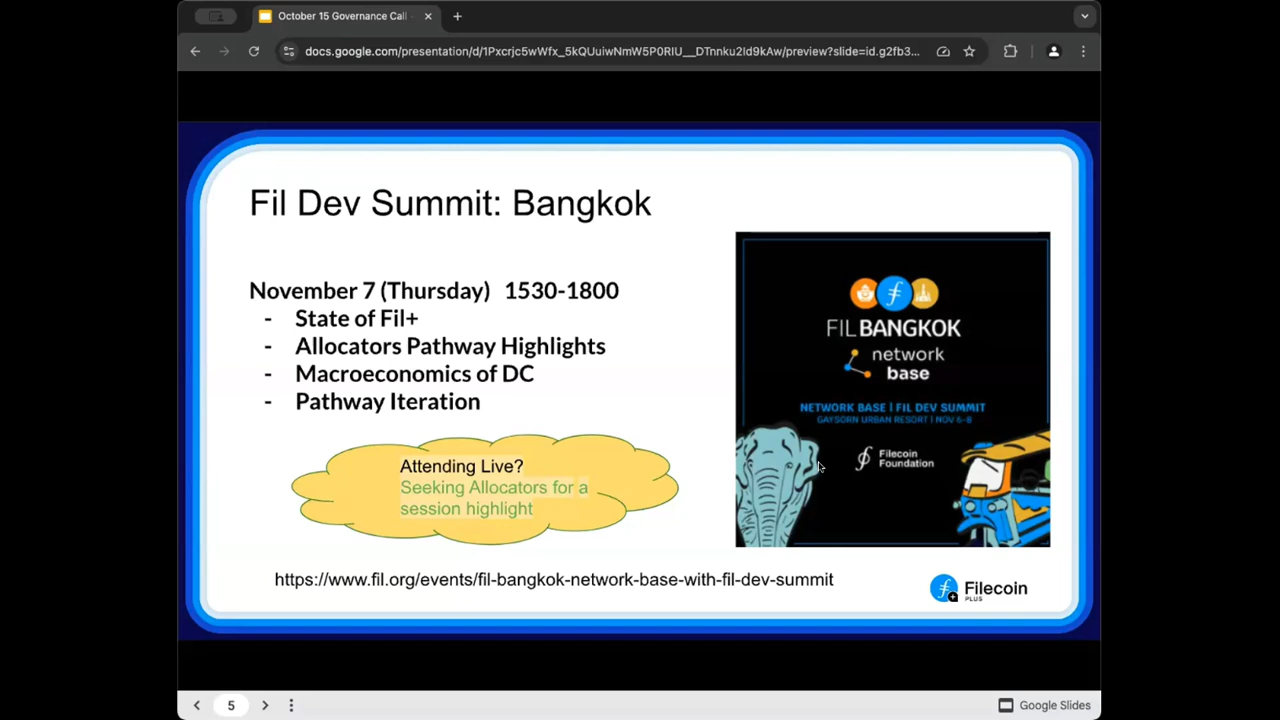 October 15 Governance Call
docs.google.com/presentation/d/1Pxcrjc5wWfx_5kQUuiwNmW5P0RIU__DTnnku2Id9kAw/preview?slide=id.g2fb3...
Fil Dev Summit: Bangkok
November 7 (Thursday) 1530-1800
- State of Fil+
- Allocators Pathway Highlights
- Macroeconomics of DC
- Pathway Iteration
Attending Live?
Seeking Allocators for a
session highlight
FIL BANGKOK
network
base
NETWORK BASE | FIL DEV SUMMIT
GAYSORN URBAN RESORT | NOV 6-8
Filecoin
Foundation
https://www.fil.org/events/fil-bangkok-network-base-with-fil-dev-summit
Filecoin
PLUS
5
Google Slides